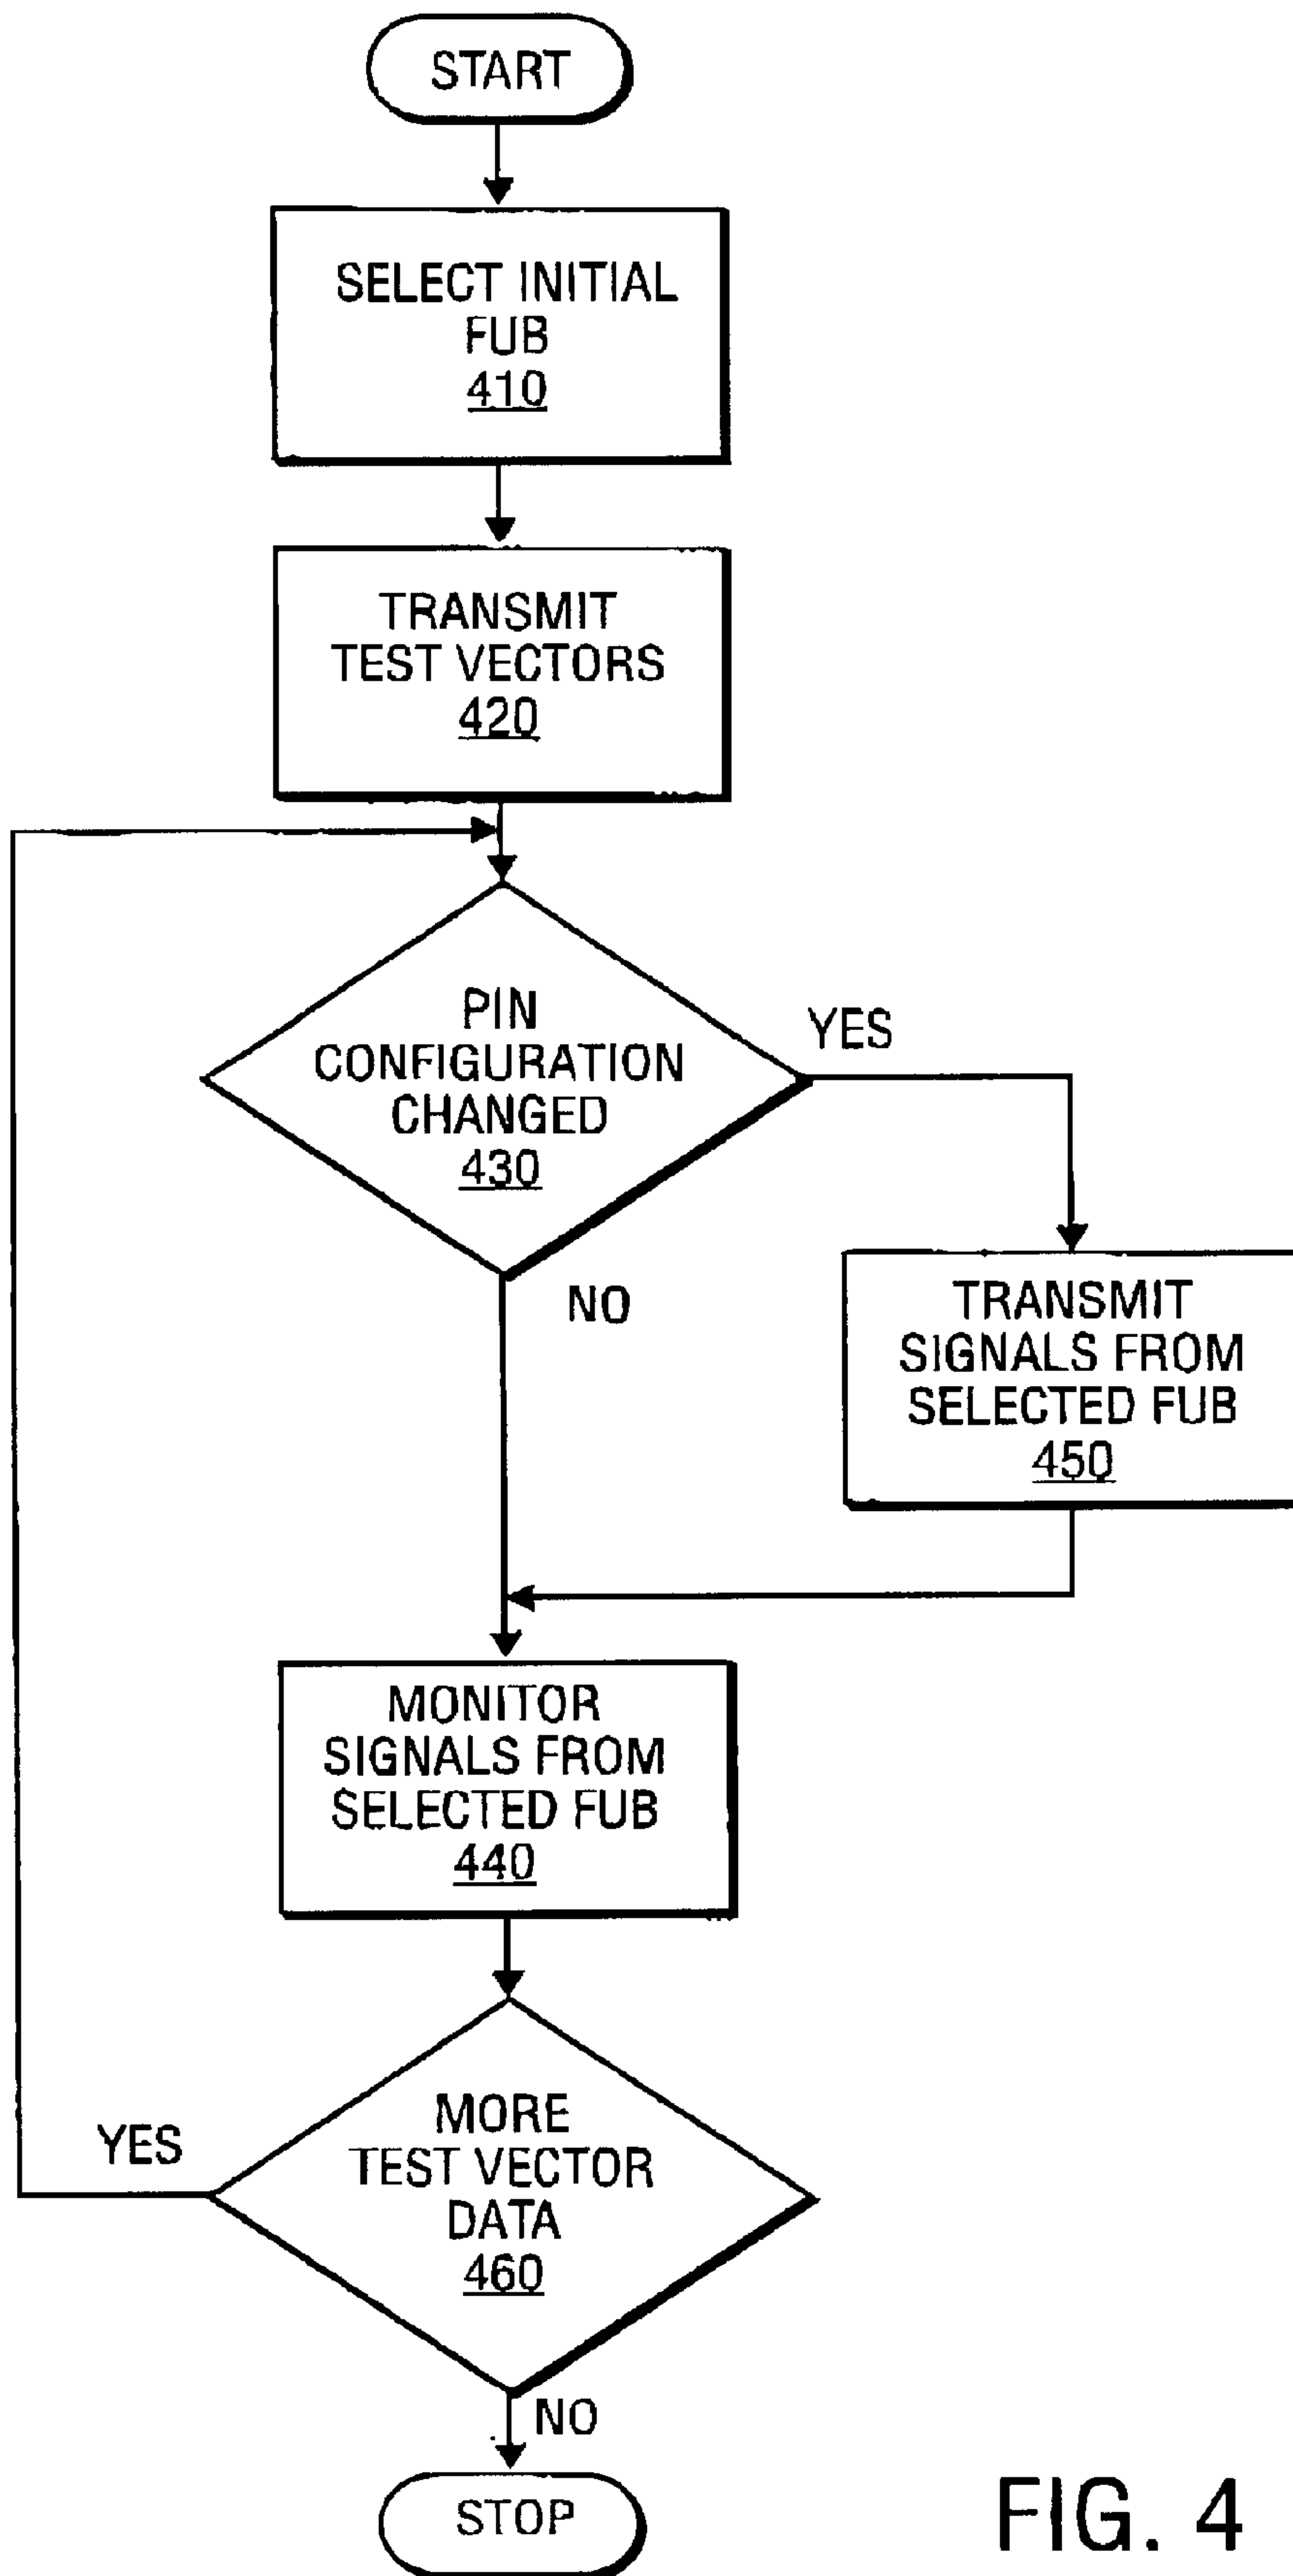 START
SELECT INITIAL
FUB
410
TRANSMIT
TEST VECTORS
420
PIN
CONFIGURATION
CHANGED
430
YES
NO
TRANSMIT
SIGNALS FROM
SELECTED FUB
450
MONITOR
SIGNALS FROM
SELECTED FUB
440
MORE
TEST VECTOR
DATA
460
YES
NO
STOP
FIG. 4